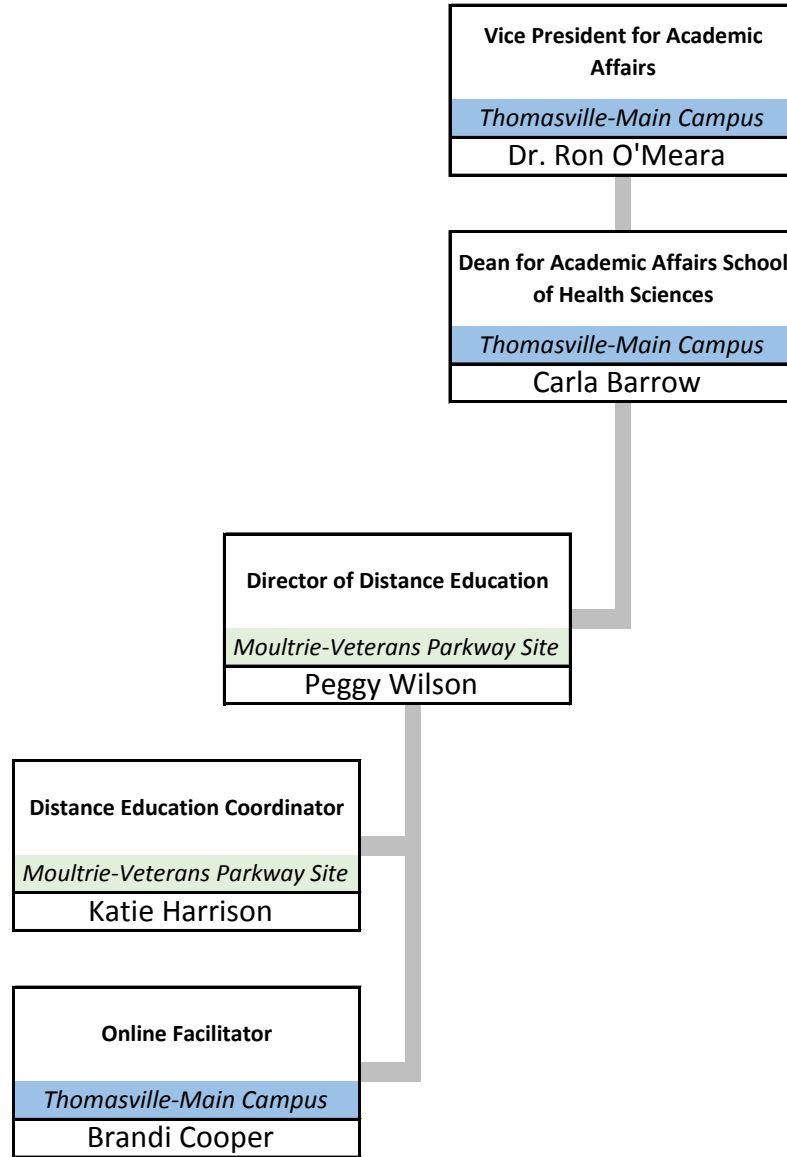 Vice President for Academic
Affairs
Thomasville-Main Campus
Dr. Ron O'Meara
Dean for Academic Affairs School
of Health Sciences
Thomasville-Main Campus
Carla Barrow
Director of Distance Education
Moultrie-Veterans Parkway Site
Peggy Wilson
Distance Education Coordinator
Moultrie-Veterans Parkway Site
Katie Harrison
Online Facilitator
Thomasville-Main Campus
Brandi Cooper